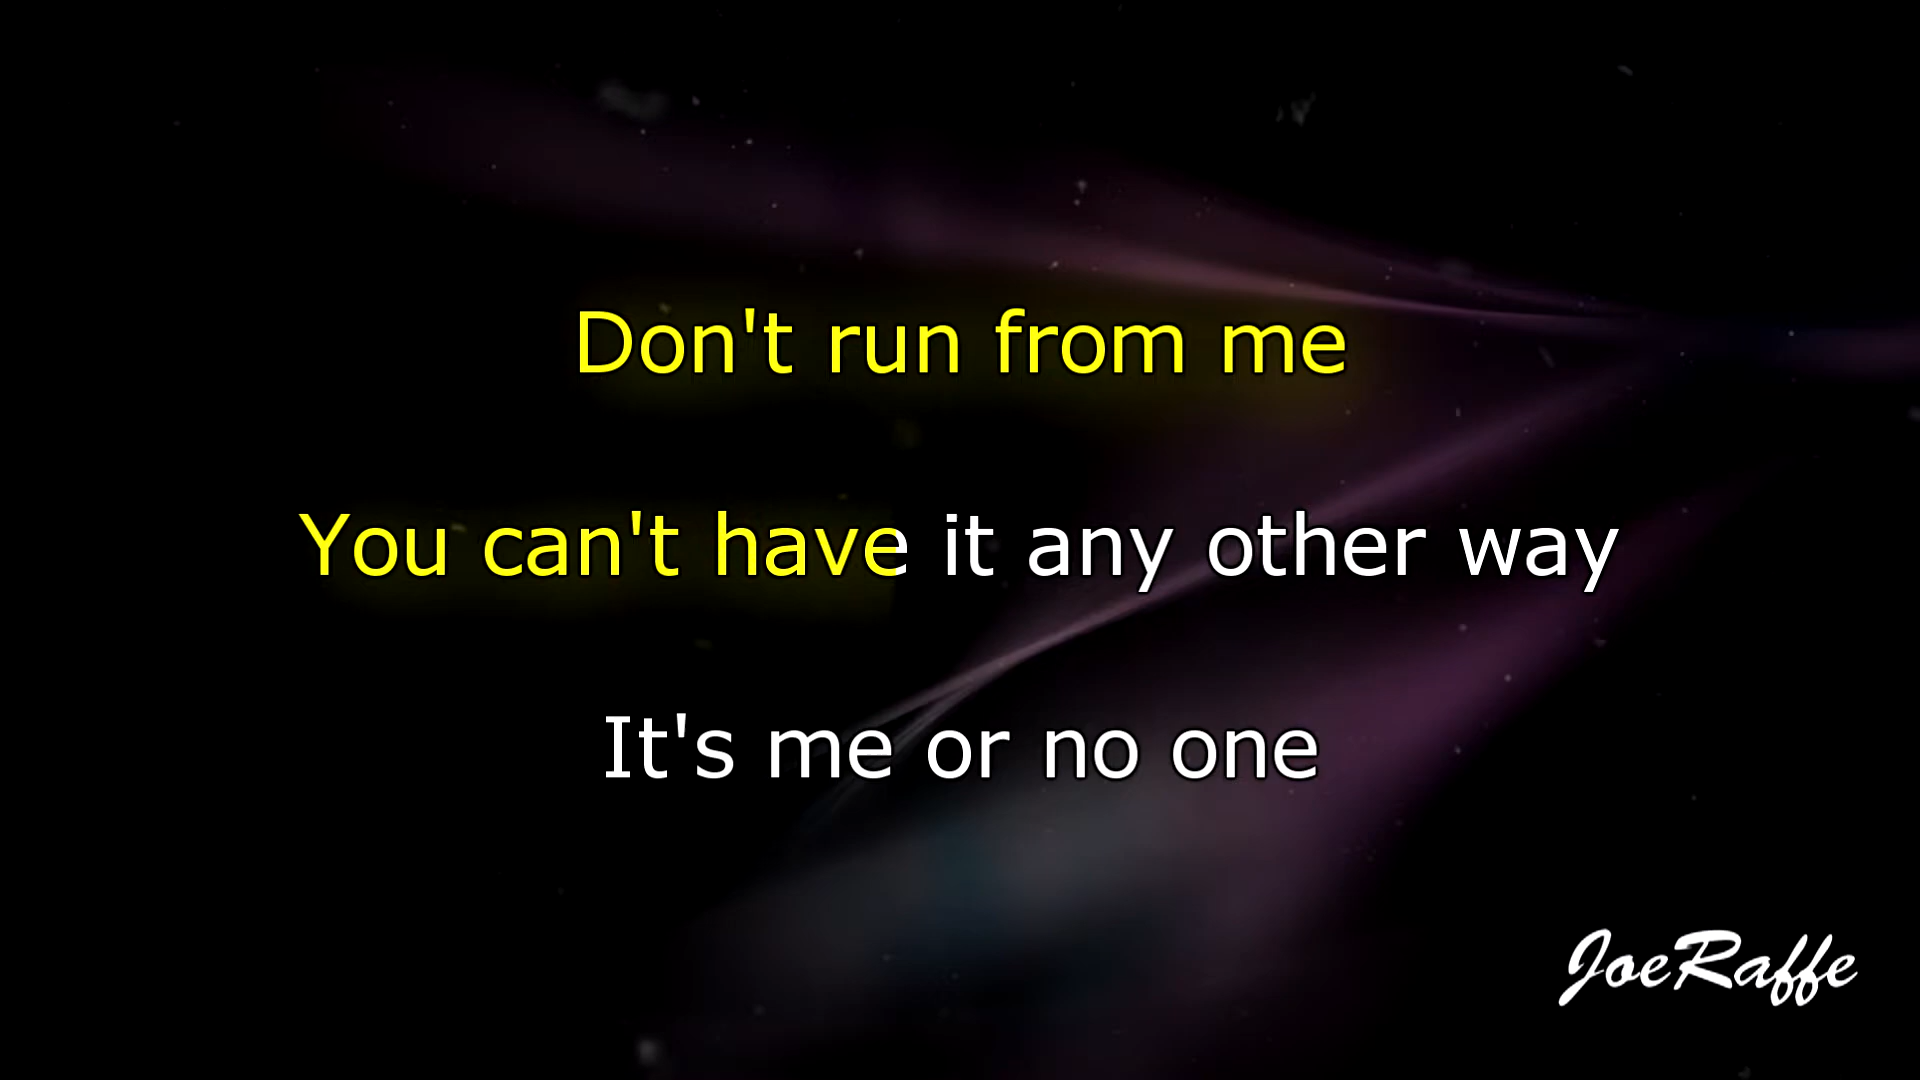 Don't run from me
You can't have it any other way
It's me or no one
JoeRaffe